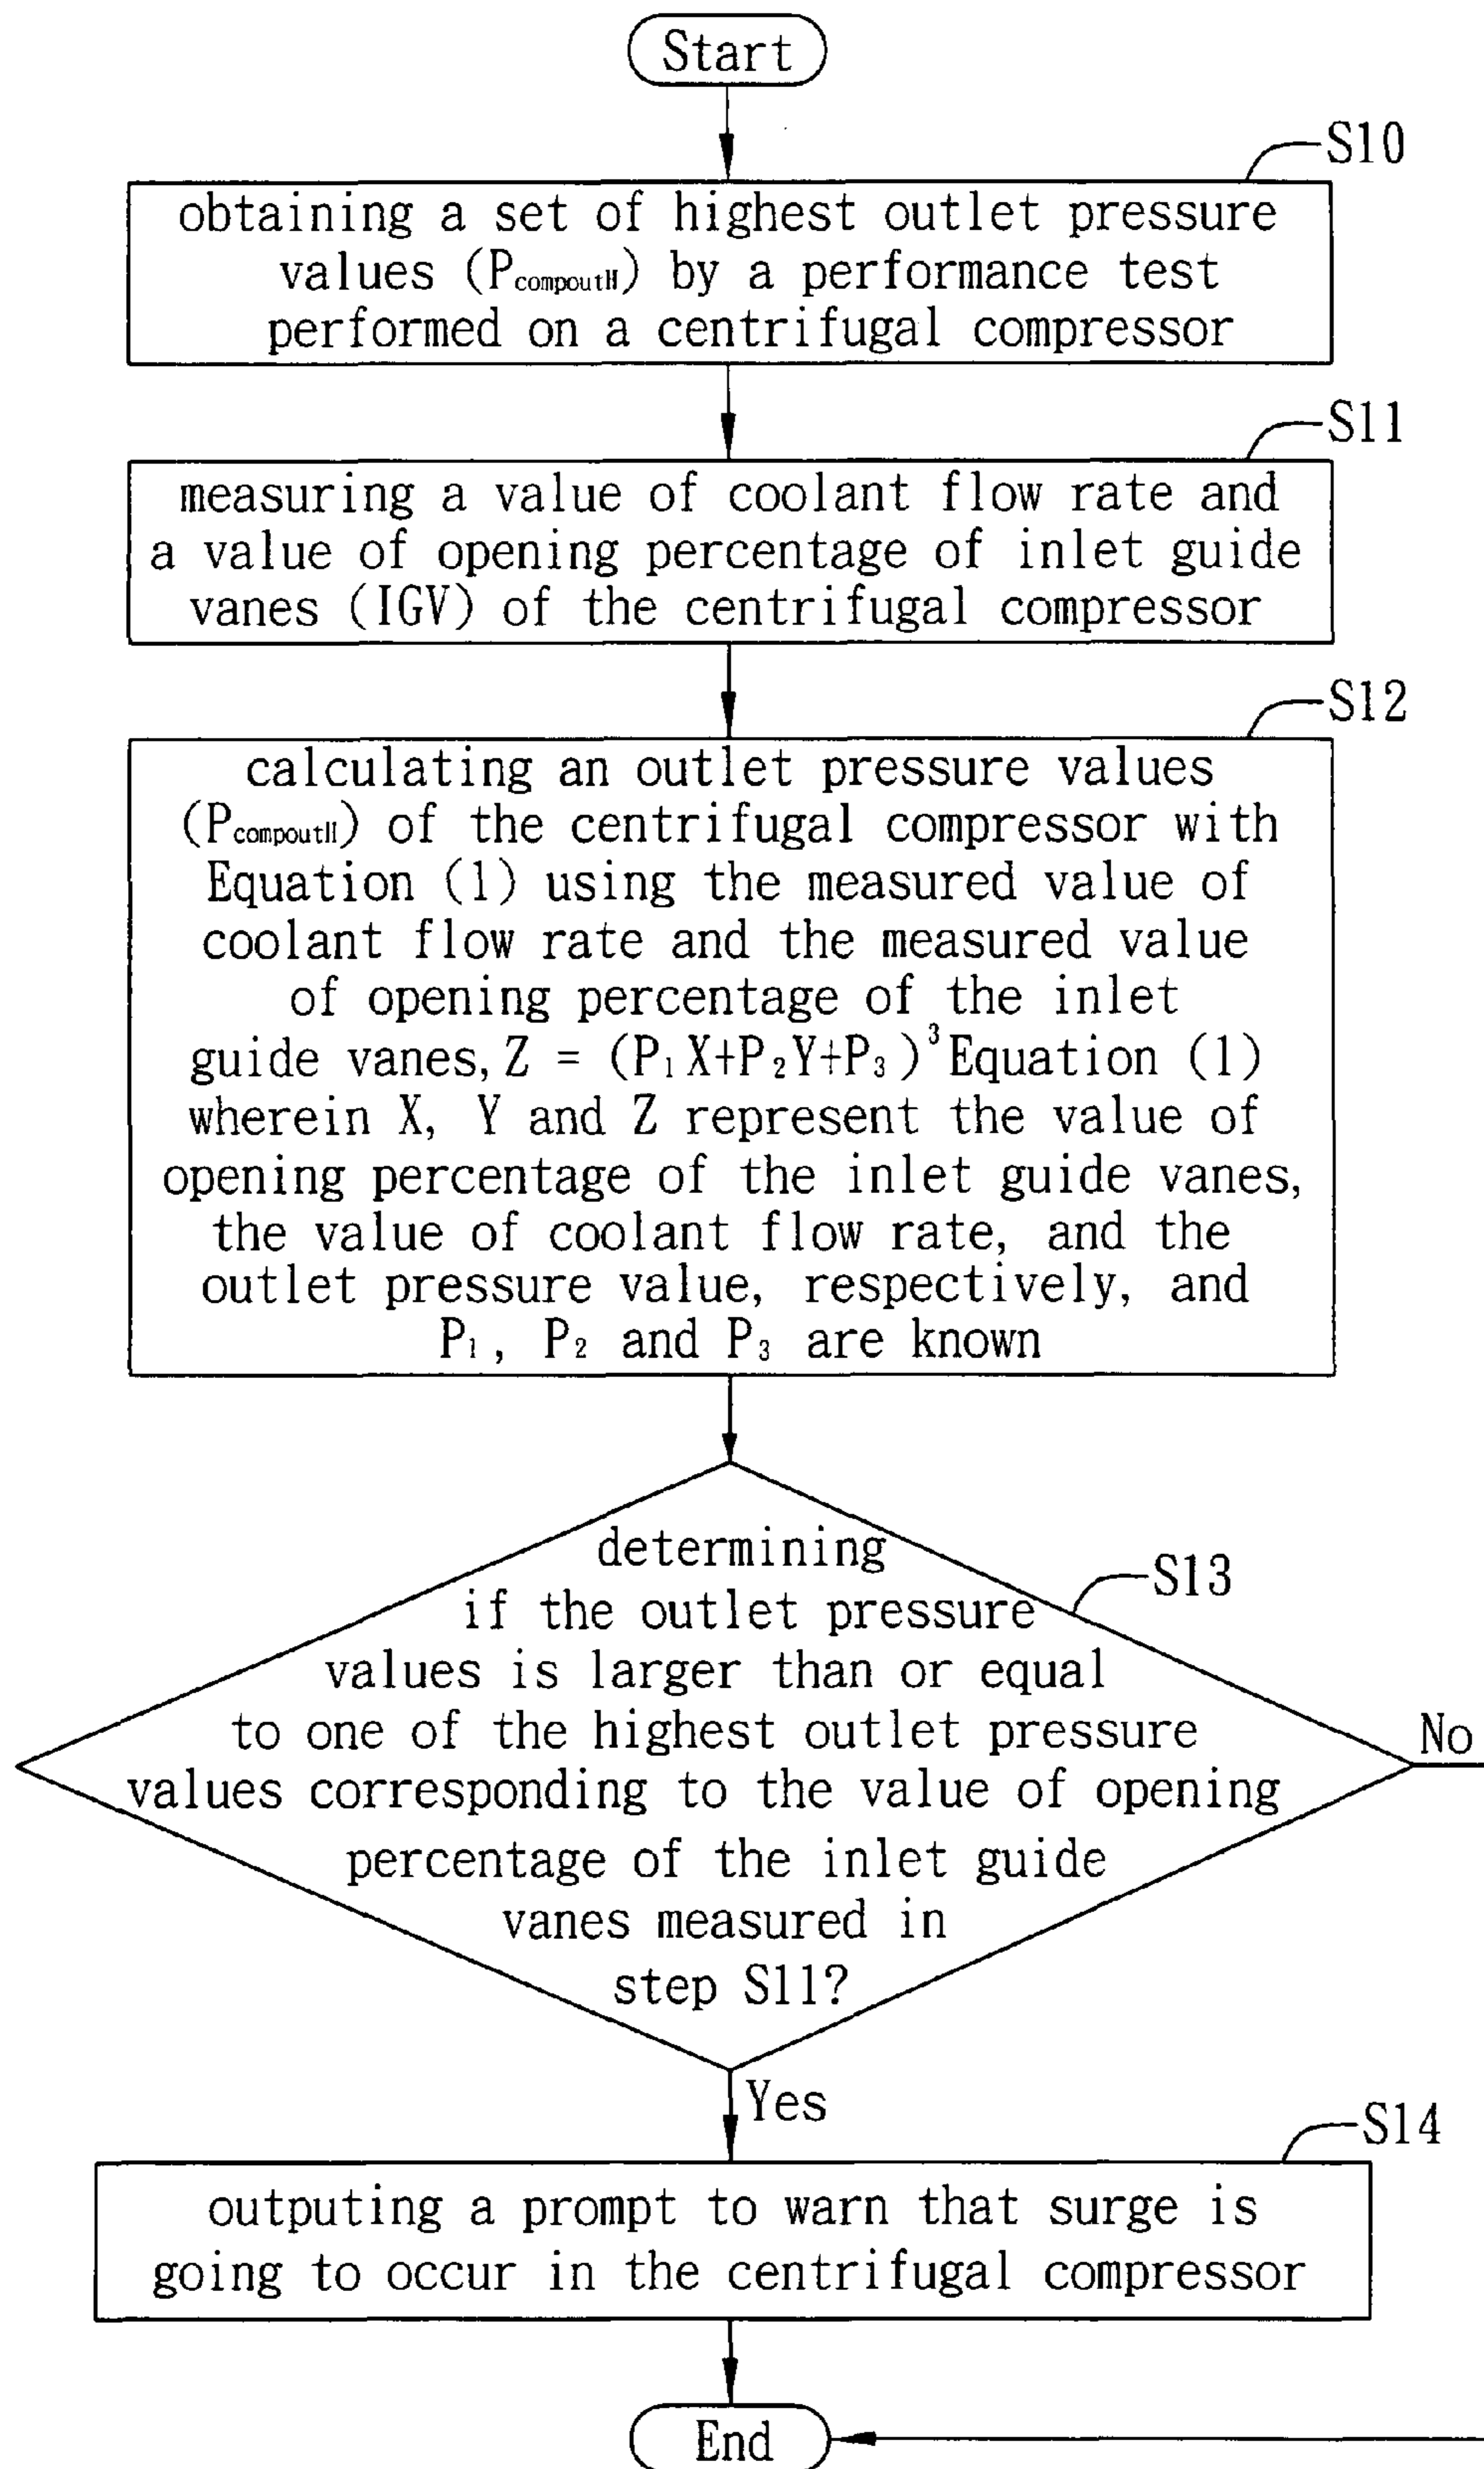 Start
S10
obtaining a set of highest outlet pressure
values (PcompoutH) by a performance test
performed on a centrifugal compressor
S11
measuring a value of coolant flow rate and
a value of opening percentage of inlet guide
vanes (IGV) of the centrifugal compressor
S12
calculating an outlet pressure values
(PcompoutH) of the centrifugal compressor with
Equation (1) using the measured value of
coolant flow rate and the measured value
of opening percentage of the inlet
guide vanes, Z = (P₁X+P₂Y+P₃)³ Equation (1)
wherein X, Y and Z represent the value of
opening percentage of the inlet guide vanes,
the value of coolant flow rate, and the
outlet pressure value, respectively, and
P₁, P₂ and P₃ are known
determining
S13
if the outlet pressure
values is larger than or equal
to one of the highest outlet pressure
No
values corresponding to the value of opening
percentage of the inlet guide
vanes measured in
step S11?
Yes
S14
outputing a prompt to warn that surge is
going to occur in the centrifugal compressor
End